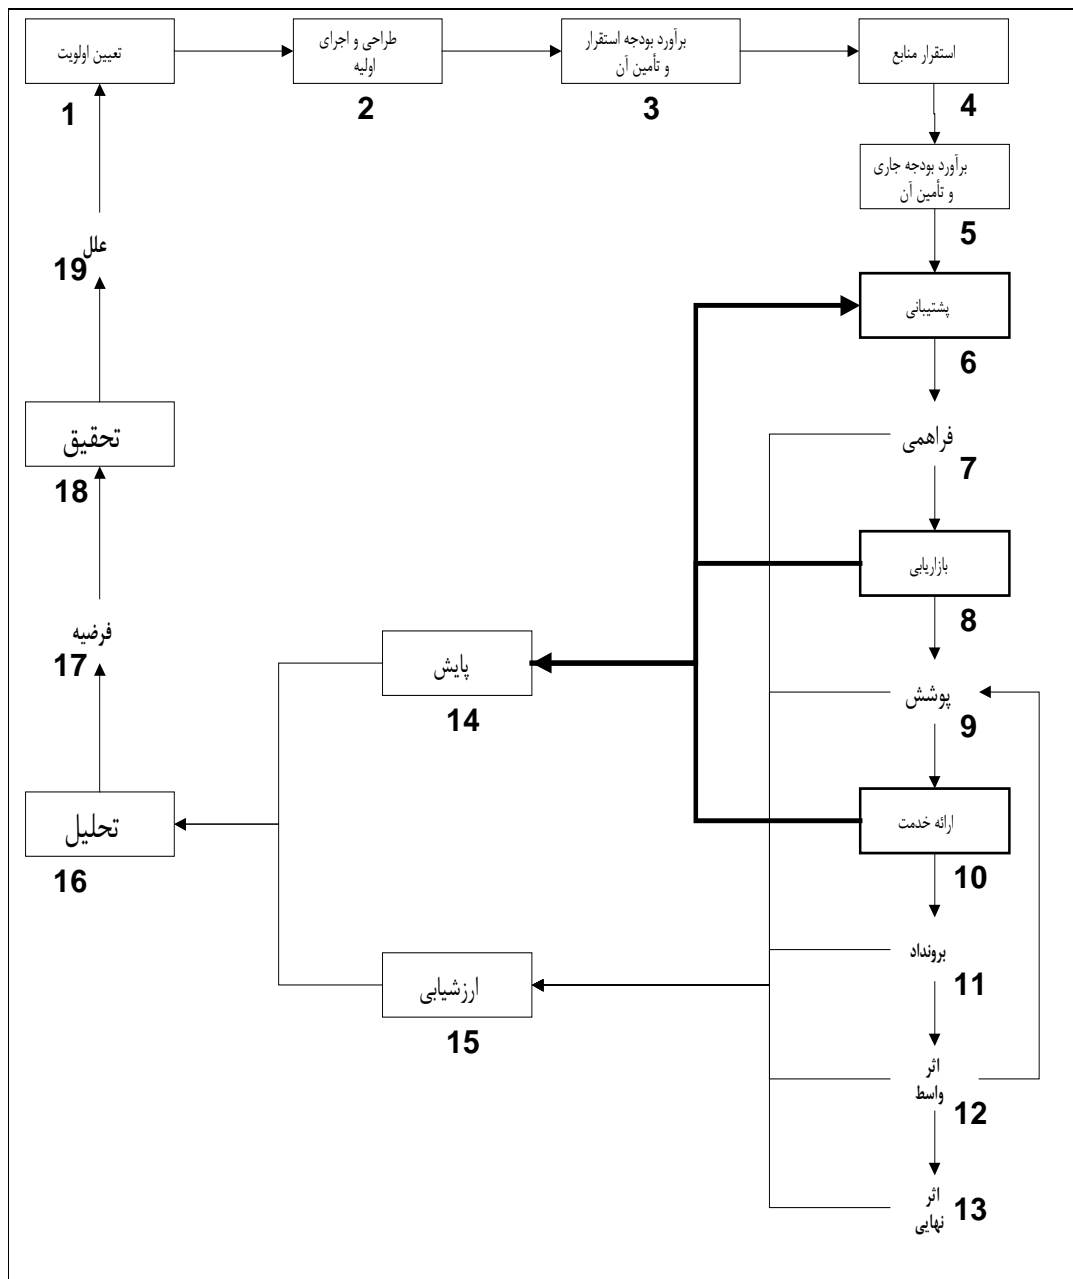 تعیین اولویت
1
طراحی و اجرای
اولیه
2
برآورد بودجه استقرار
و تأمین آن
3
استقرار منابع
4
برآورد بودجه جاری
و تأمین آن
5
پشتیبانی
6
فراهمی
7
بازاریابی
8
پوشش
9
ارائه خدمت
10
برونداد
11
اثر
واسط
12
اثر
نهایی
13
پایش
14
ارزشیابی
15
تحلیل
16
فرضیه
17
تحقیق
18
علل
19